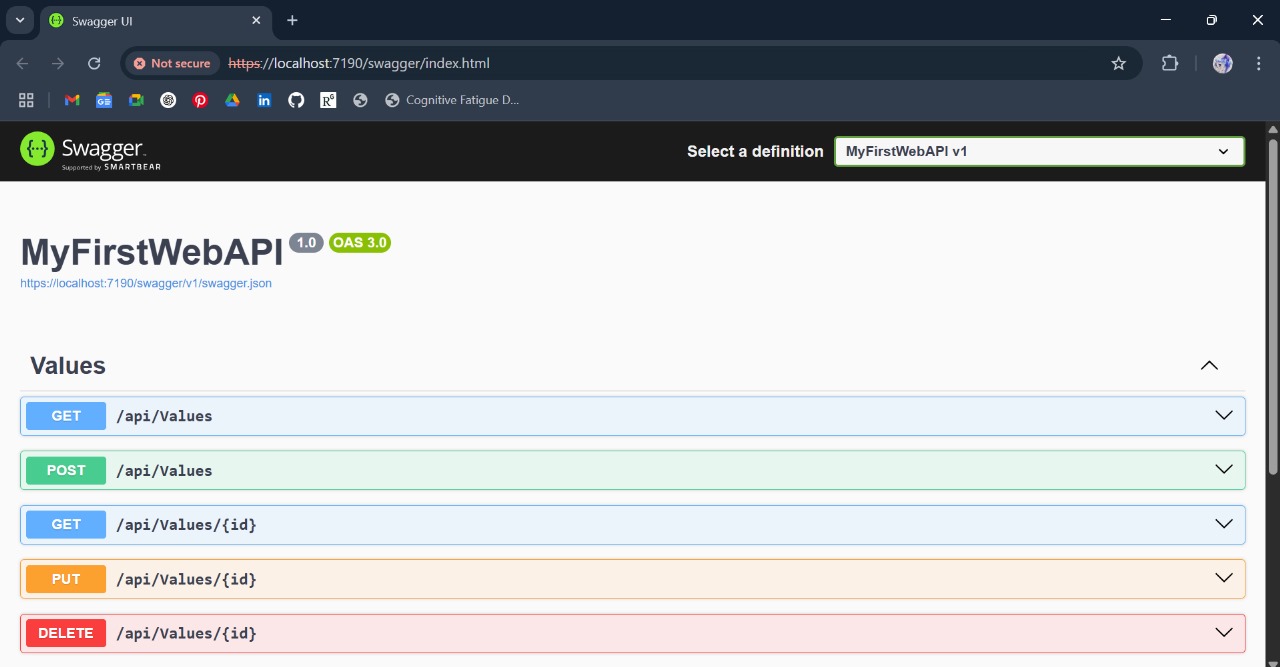 Swagger UI
Not secure https://localhost:7190/swagger/index.html
Cognitive Fatigue D...
Swagger
Supported by SMARTBEAR
Select a definition MyFirstWebAPI v1
MyFirstWebAPI 1.0 OAS 3.0
https://localhost:7190/swagger/v1/swagger.json
Values
GET /api/Values
POST /api/Values
GET /api/Values/{id}
PUT /api/Values/{id}
DELETE /api/Values/{id}